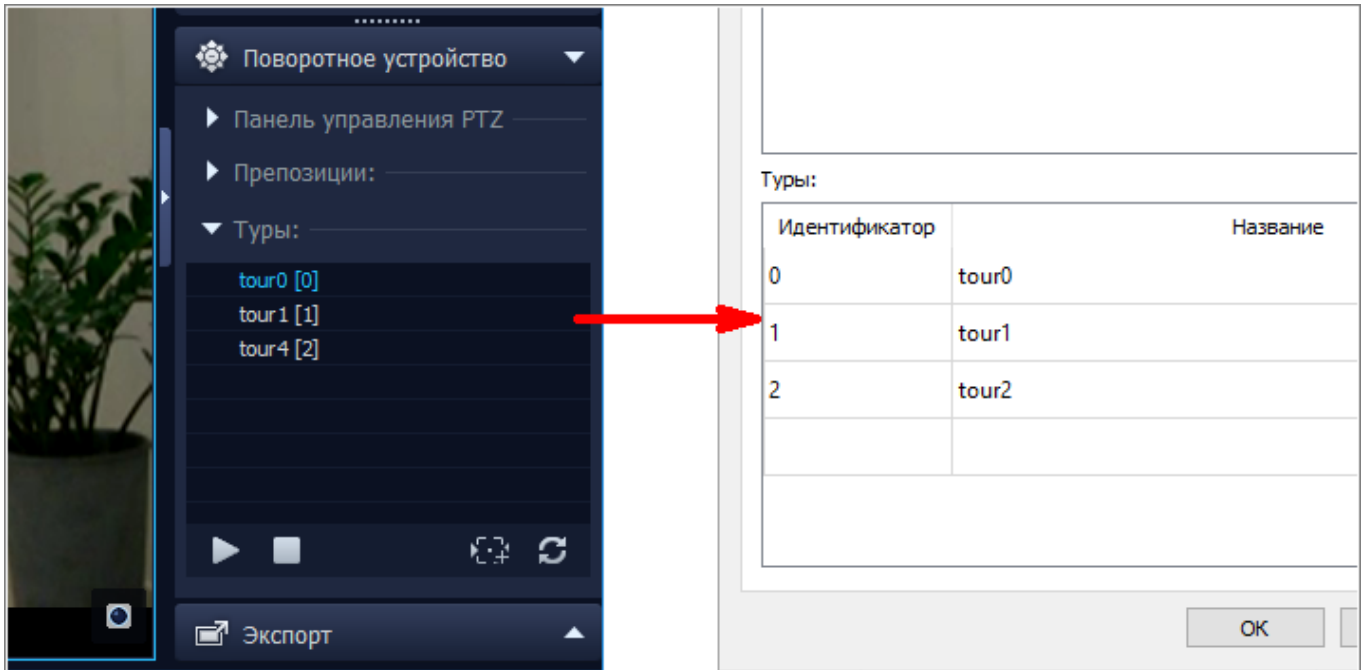 Поворотное устройство
Панель управления PTZ
Препозиции:
Туры:
tour0 [0]
tour1 [1]
tour4 [2]
Экспорт
Туры:
Идентификатор Название
0 tour0
1 tour1
2 tour2
OK